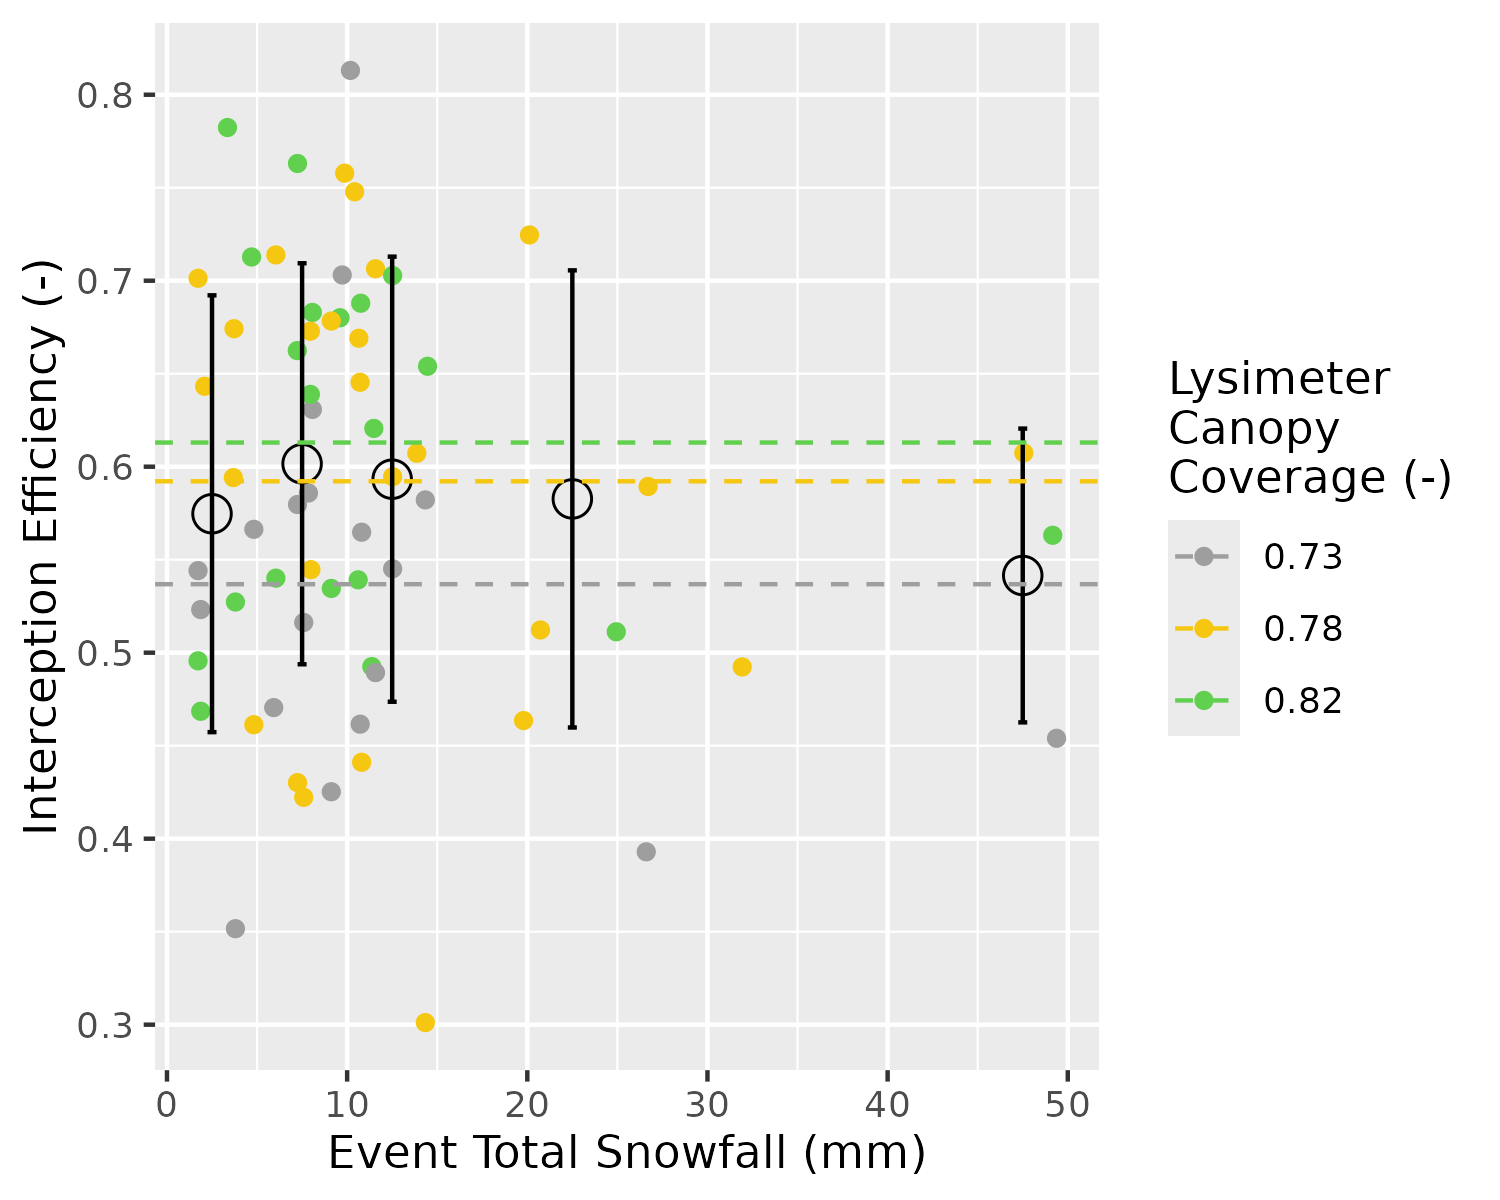 Interception Efficiency (-)
0.8
0.7
0.6
0.5
0.4
0.3
0 10 20 30 40 50
Event Total Snowfall (mm)
Lysimeter
Canopy
Coverage (-)
0.73
0.78
0.82